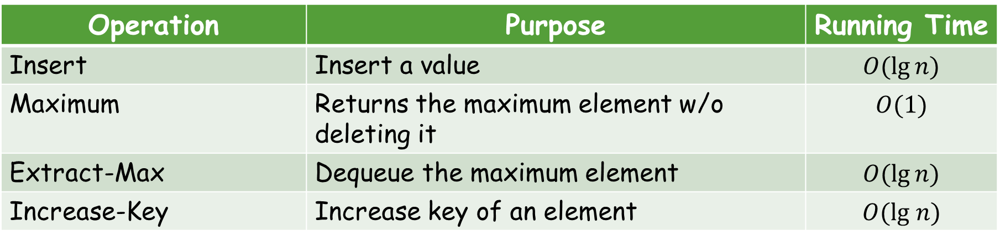 Operation Purpose Running Time
Insert Insert a value O(lg n)
Maximum Returns the maximum element w/o O(1)
deleting it
Extract-Max Dequeue the maximum element O(lg n)
Increase-Key Increase key of an element O(lg n)